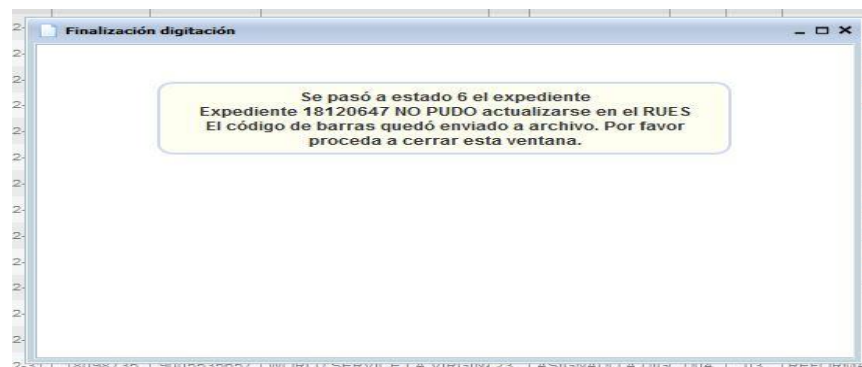 Finalización digitación
Se pasó a estado 6 el expediente
Expediente 18120647 NO PUDO actualizarse en el RUES
El código de barras quedó enviado a archivo. Por favor
proceda a cerrar esta ventana.